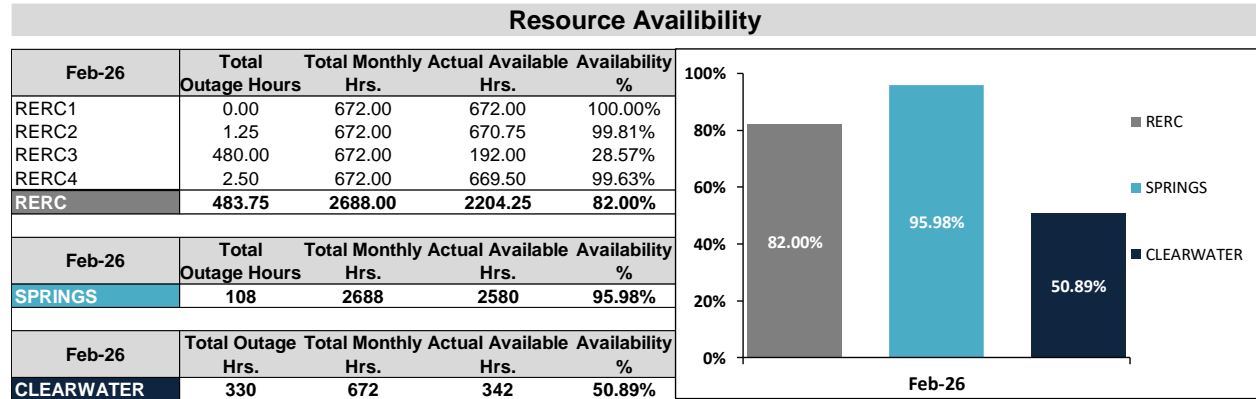 Resource Availibility
Feb-26 Total Outage Hours Total Monthly Hrs. Actual Available Hrs. Availability %
RERC1 0.00 672.00 672.00 100.00%
RERC2 1.25 672.00 670.75 99.81%
RERC3 480.00 672.00 192.00 28.57%
RERC4 2.50 672.00 669.50 99.63%
RERC 483.75 2688.00 2204.25 82.00%
Feb-26 Total Outage Hours Total Monthly Hrs. Actual Available Hrs. Availability %
SPRINGS 108 2688 2580 95.98%
Feb-26 Total Outage Hrs. Total Monthly Hrs. Actual Available Hrs. Availability %
CLEARWATER 330 672 342 50.89%
100%
80%
60%
40%
20%
0%
82.00%
95.98%
50.89%
Feb-26
RERC
SPRINGS
CLEARWATER